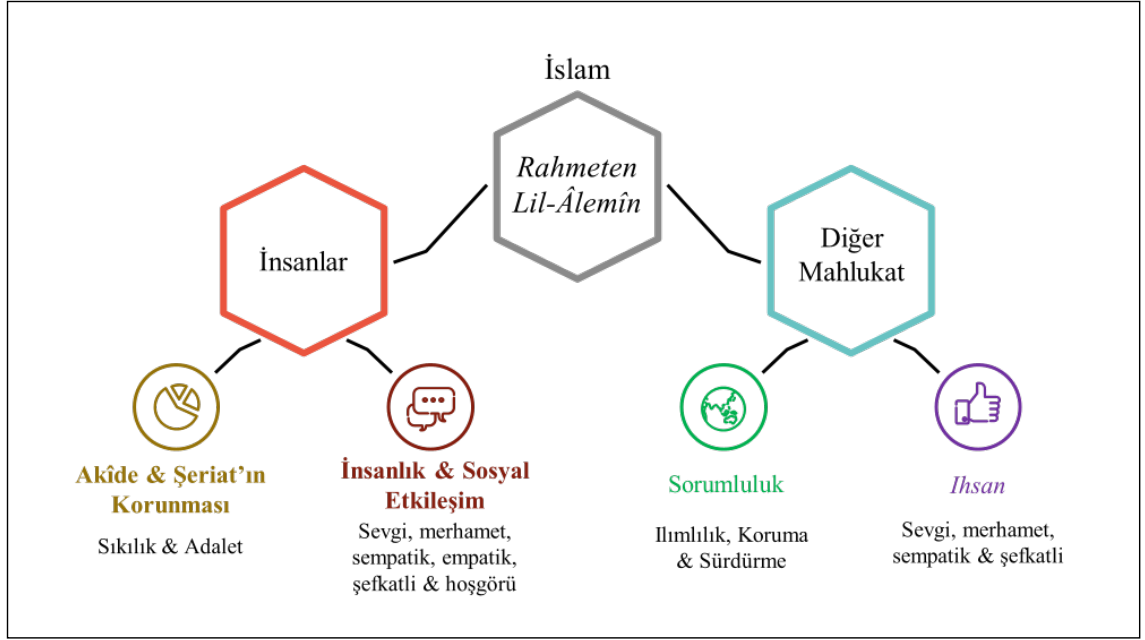 İslam
Rahmeten
Lil-Âlemîn
İnsanlar
Diğer
Mahlukat
Akîde & Şeriat’ın
Korunması
Sıkılık & Adalet
İnsanlık & Sosyal
Etkileşim
Sevgi, merhamet,
sempatik, empatik,
şefkatli & hoşgörü
Sorumluluk
Ilımlılık, Koruma
& Sürdürme
Ihsan
Sevgi, merhamet,
sempatik & şefkatli